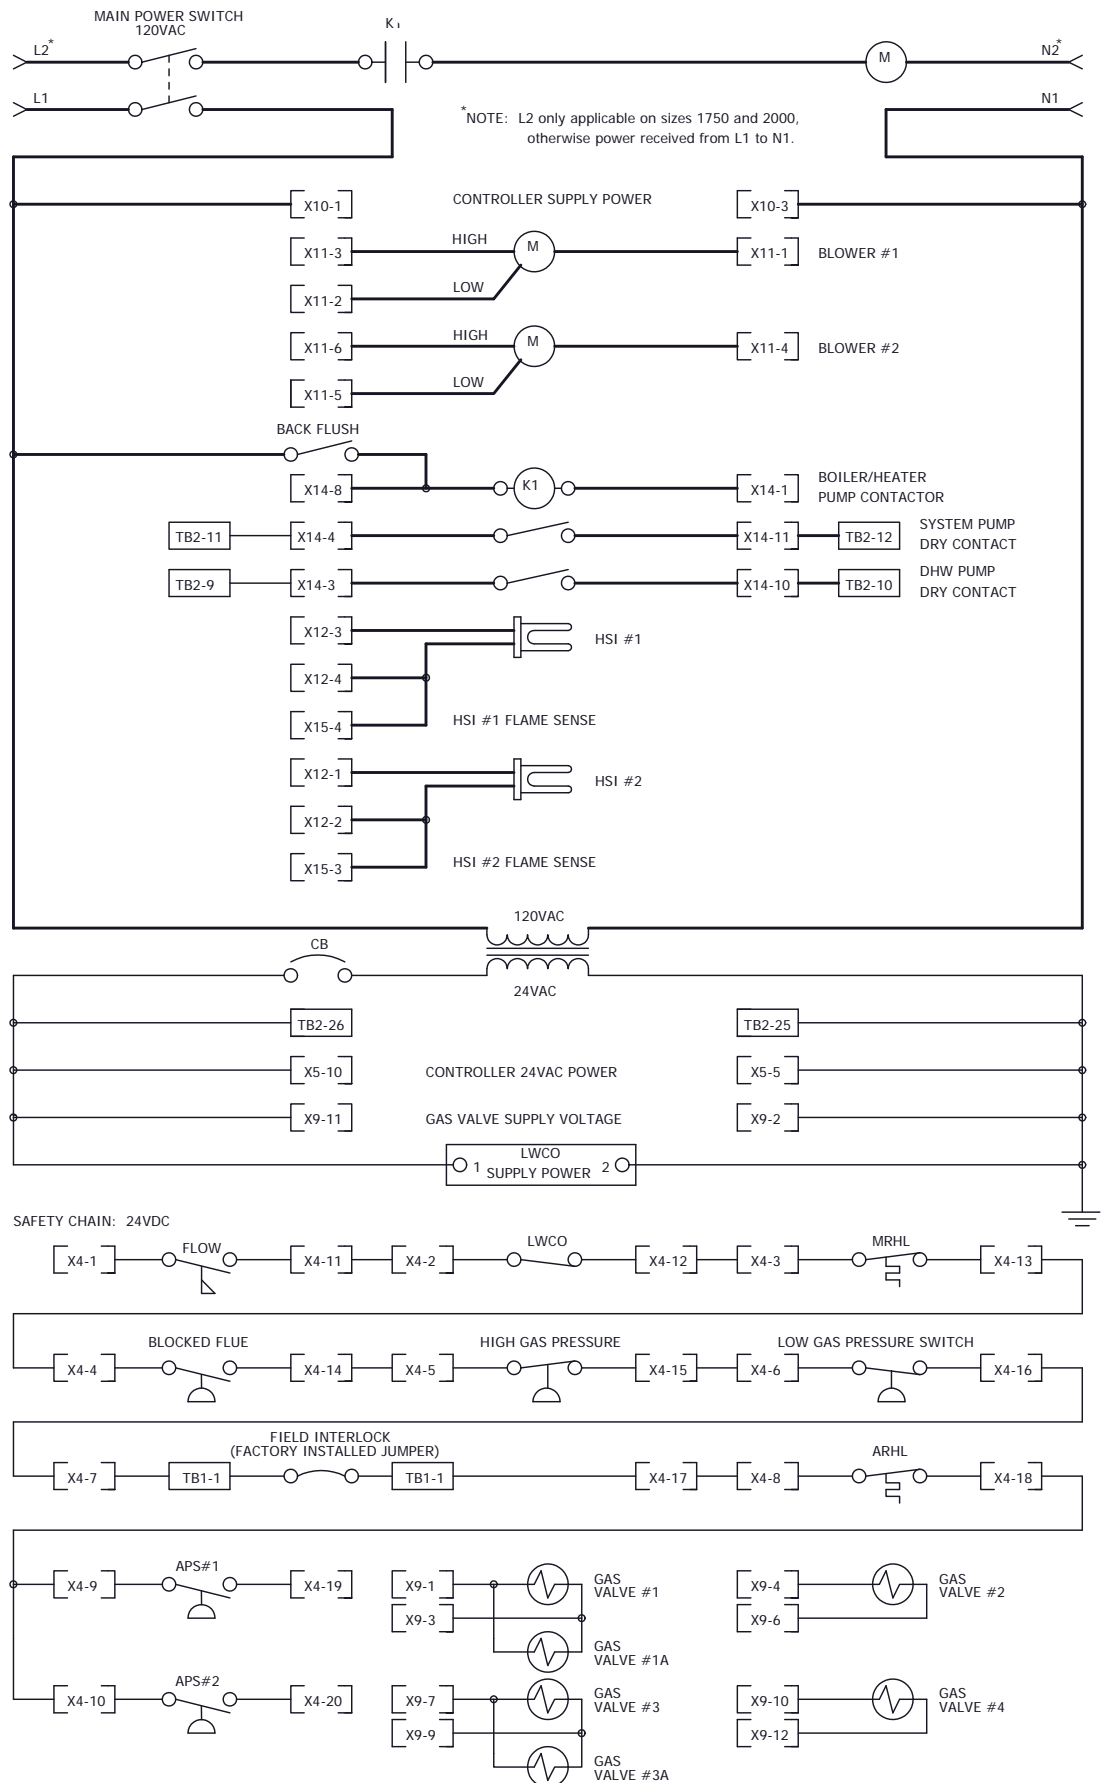 MAIN POWER SWITCH
120VAC
L2* M N2*
L1 N1
*NOTE: L2 only applicable on sizes 1750 and 2000,
otherwise power received from L1 to N1.
X10-1 CONTROLLER SUPPLY POWER X10-3
X11-3 HIGH M X11-1 BLOWER #1
X11-2 LOW
X11-6 HIGH M X11-4 BLOWER #2
X11-5 LOW
BACK FLUSH
X14-8 K1 X14-1 BOILER/HEATER
PUMP CONTACTOR
TB2-11 X14-4 X14-11 TB2-12 SYSTEM PUMP
DRY CONTACT
TB2-9 X14-3 X14-10 TB2-10 DHW PUMP
DRY CONTACT
X12-3 HSI #1
X12-4
X15-4 HSI #1 FLAME SENSE
X12-1 HSI #2
X12-2
X15-3 HSI #2 FLAME SENSE
120VAC
CB
24VAC
TB2-26 TB2-25
X5-10 CONTROLLER 24VAC POWER X5-5
X9-11 GAS VALVE SUPPLY VOLTAGE X9-2
LWCO
1 SUPPLY POWER 2
SAFETY CHAIN: 24VDC
FLOW LWCO MRHL
X4-1 X4-11 X4-2 X4-12 X4-3 X4-13
BLOCKED FLUE HIGH GAS PRESSURE LOW GAS PRESSURE SWITCH
X4-4 X4-14 X4-5 X4-15 X4-6 X4-16
FIELD INTERLOCK
(FACTORY INSTALLED JUMPER) ARHL
X4-7 TB1-1 TB1-1 X4-17 X4-8 X4-18
APS#1
X4-9 X4-19 X9-1 GAS
VALVE #1 X9-4 GAS
VALVE #2
X9-3 X9-6
GAS
VALVE #1A
APS#2
X4-10 X4-20 X9-7 GAS
VALVE #3 X9-10 GAS
VALVE #4
X9-9 X9-12
GAS
VALVE #3A